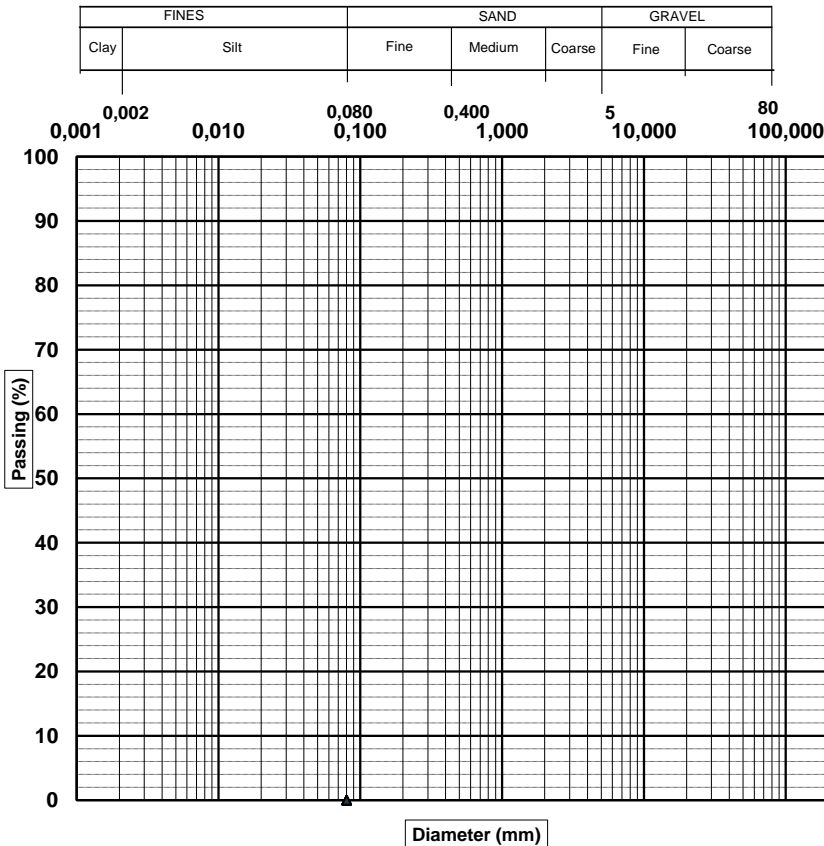 FINES SAND GRAVEL
Clay Silt Fine Medium Coarse Fine Coarse
0,002 0,080 0,400 5 80
0,001 0,010 0,100 1,000 10,000 100,000
100
90
80
70
60
Passing (%)
50
40
30
20
10
0
Diameter (mm)